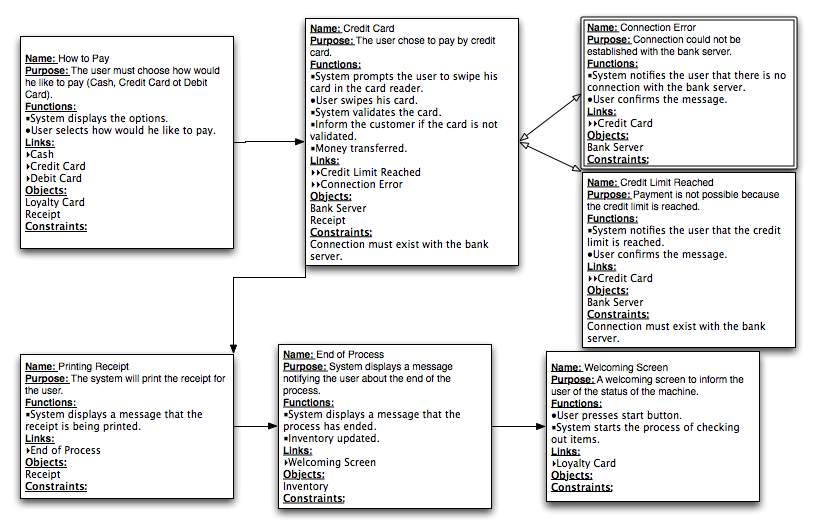 Name: How to Pay
Purpose: The user must choose how would
he like to pay (Cash, Credit Card ot Debit
Card).
Functions:
▪System displays the options.
●User selects how would he like to pay.
Links:
‣Cash
‣Credit Card
‣Debit Card
Objects:
Loyalty Card
Receipt
Constraints:
Name: Credit Card
Purpose: The user chose to pay by credit
card.
Functions:
▪System prompts the user to swipe his
card in the card reader.
●User swipes his card.
▪System validates the card.
▪Inform the customer if the card is not
validated.
▪Money transferred.
Links:
‣‣Credit Limit Reached
‣‣Connection Error
Objects:
Bank Server
Receipt
Constraints:
Connection must exist with the bank
server.
Name: Connection Error
Purpose: Connection could not be
established with the bank server.
Functions:
▪System notifies the user that there is no
connection with the bank server.
●User confirms the message.
Links:
‣‣Credit Card
Objects:
Bank Server
Constraints:
Name: Credit Limit Reached
Purpose: Payment is not possible because
the credit limit is reached.
Functions:
▪System notifies the user that the credit
limit is reached.
●User confirms the message.
Links:
‣‣Credit Card
Objects:
Bank Server
Constraints:
Connection must exist with the bank
server.
Name: Printing Receipt
Purpose: The system will print the receipt for
the user.
Functions:
▪System displays a message that the
receipt is being printed.
Links:
‣End of Process
Objects:
Receipt
Constraints:
Name: End of Process
Purpose: System displays a message
notifying the user about the end of the
process.
Functions:
▪System displays a message that the
process has ended.
▪Inventory updated.
Links:
‣Welcoming Screen
Objects:
Inventory
Constraints:
Name: Welcoming Screen
Purpose: A welcoming screen to inform the
user of the status of the machine.
Functions:
●User presses start button.
▪System starts the process of checking
out items.
Links:
‣Loyalty Card
Objects:
Constraints: